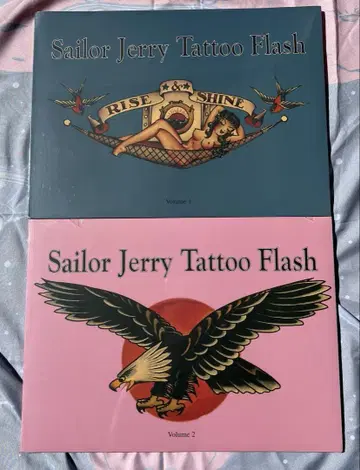 Sailor Jerry Tattoo Flash
RISE & SHINE
Volume 1
Sailor Jerry Tattoo Flash
Volume 2